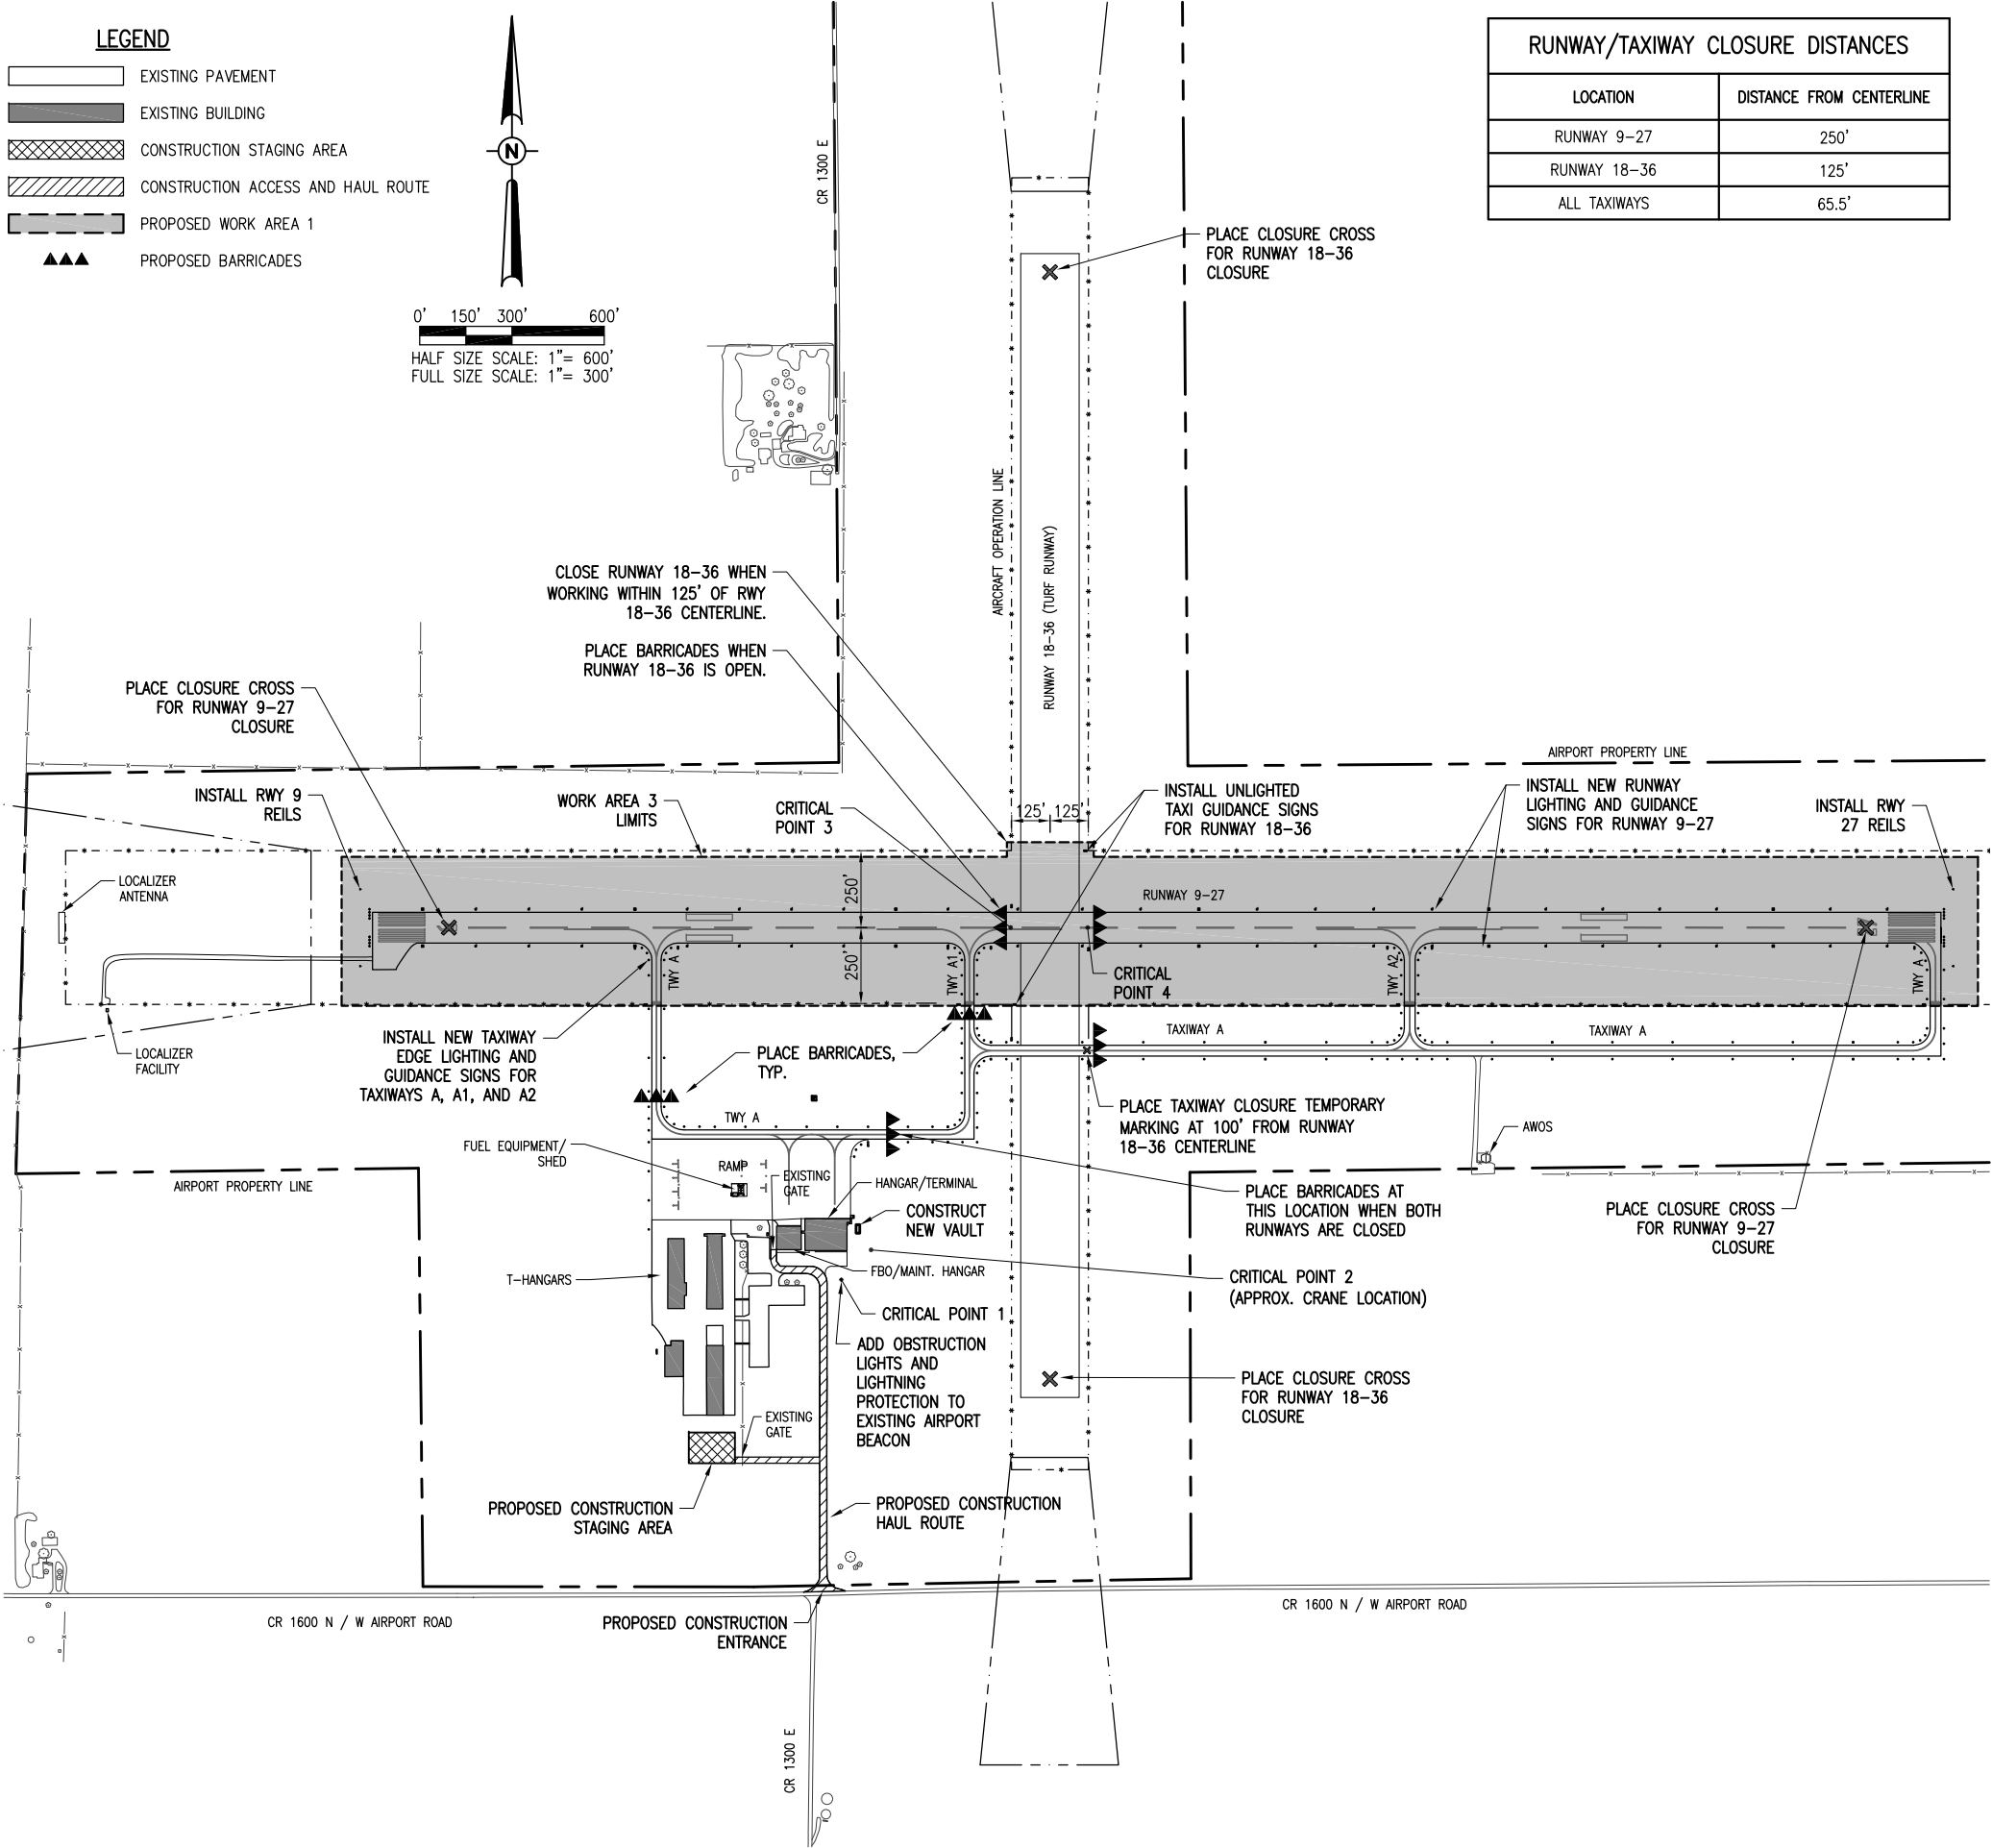 LEGEND
EXISTING PAVEMENT
EXISTING BUILDING
CONSTRUCTION STAGING AREA
CONSTRUCTION ACCESS AND HAUL ROUTE
PROPOSED WORK AREA 1
PROPOSED BARRICADES
N
0' 150' 300' 600'
HALF SIZE SCALE: 1"= 600'
FULL SIZE SCALE: 1"= 300'
RUNWAY/TAXIWAY CLOSURE DISTANCES
LOCATION DISTANCE FROM CENTERLINE
RUNWAY 9-27 250'
RUNWAY 18-36 125'
ALL TAXIWAYS 65.5'
CR 1300 E
PLACE CLOSURE CROSS
FOR RUNWAY 18-36
CLOSURE
AIRCRAFT OPERATION LINE
RUNWAY 18-36 (TURF RUNWAY)
CLOSE RUNWAY 18-36 WHEN
WORKING WITHIN 125' OF RWY
18-36 CENTERLINE.
PLACE BARRICADES WHEN
RUNWAY 18-36 IS OPEN.
PLACE CLOSURE CROSS
FOR RUNWAY 9-27
CLOSURE
AIRPORT PROPERTY LINE
INSTALL RWY 9
REILS
WORK AREA 3
LIMITS
CRITICAL
POINT 3
125' 125'
INSTALL UNLIGHTED
TAXI GUIDANCE SIGNS
FOR RUNWAY 18-36
INSTALL NEW RUNWAY
LIGHTING AND GUIDANCE
SIGNS FOR RUNWAY 9-27
INSTALL RWY
27 REILS
LOCALIZER
ANTENNA
250'
250'
RUNWAY 9-27
TWY A
TWY A1
CRITICAL
POINT 4
TWY A2
TWY A
TAXIWAY A
TAXIWAY A
LOCALIZER
FACILITY
INSTALL NEW TAXIWAY
EDGE LIGHTING AND
GUIDANCE SIGNS FOR
TAXIWAYS A, A1, AND A2
PLACE BARRICADES,
TYP.
TWY A
PLACE TAXIWAY CLOSURE TEMPORARY
MARKING AT 100' FROM RUNWAY
18-36 CENTERLINE
AWOS
FUEL EQUIPMENT/
SHED
RAMP
EXISTING
GATE
HANGAR/TERMINAL
CONSTRUCT
NEW VAULT
AIRPORT PROPERTY LINE
PLACE BARRICADES AT
THIS LOCATION WHEN BOTH
RUNWAYS ARE CLOSED
PLACE CLOSURE CROSS
FOR RUNWAY 9-27
CLOSURE
T-HANGARS
FBO/MAINT. HANGAR
CRITICAL POINT 2
(APPROX. CRANE LOCATION)
CRITICAL POINT 1
ADD OBSTRUCTION
LIGHTS AND
LIGHTNING
PROTECTION TO
EXISTING AIRPORT
BEACON
PLACE CLOSURE CROSS
FOR RUNWAY 18-36
CLOSURE
EXISTING
GATE
PROPOSED CONSTRUCTION
STAGING AREA
PROPOSED CONSTRUCTION
HAUL ROUTE
CR 1600 N / W AIRPORT ROAD
PROPOSED CONSTRUCTION
ENTRANCE
CR 1600 N / W AIRPORT ROAD
CR 1300 E